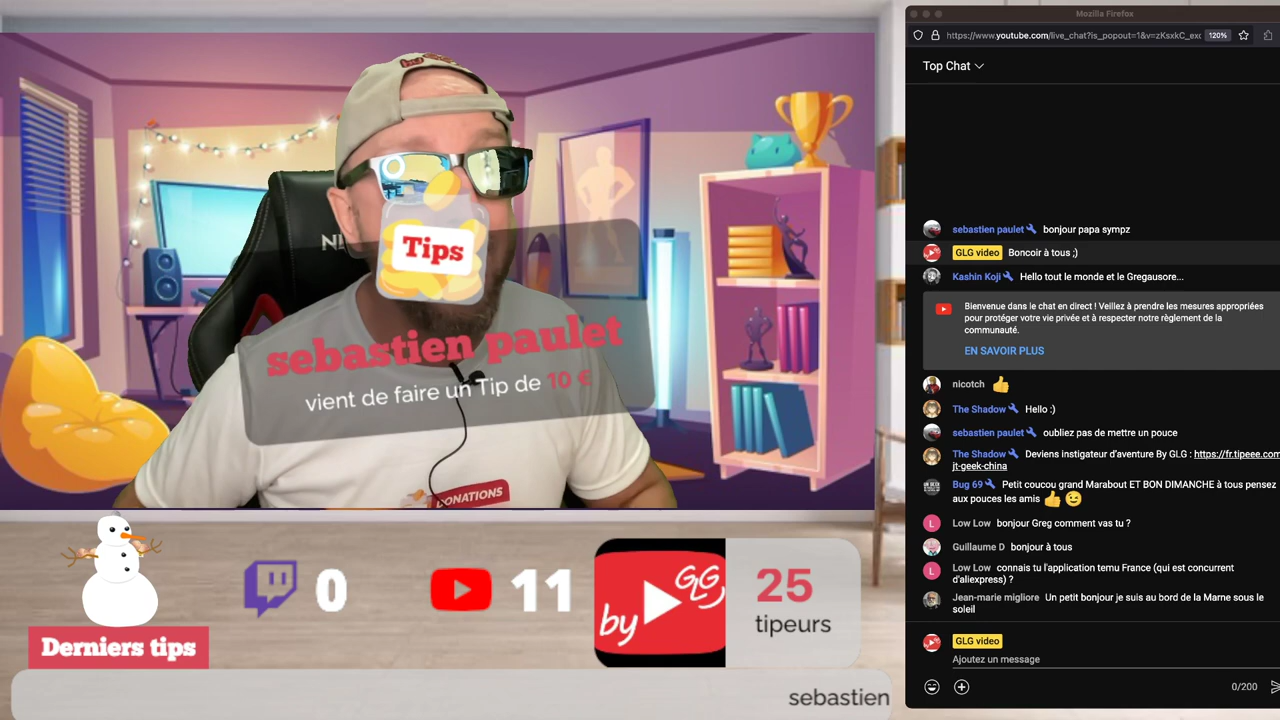 by GLG
N
Tips
sebastien paulet
vient de faire un Tip de 10 €
DONATIONS
Derniers tips
0
11
by GLG
25
tipeurs
sebastien
Mozilla Firefox
https://www.youtube.com/live_chat?is_popout=1&v=zKsxkC_exc
120%
Top Chat
sebastien paulet bonjour papa sympz
GLG video Boncoir à tous ;)
Kashin Koji Hello tout le monde et le Gregausore...
Bienvenue dans le chat en direct ! Veillez à prendre les mesures appropriées
pour protéger votre vie privée et à respecter notre règlement de la
communauté.
EN SAVOIR PLUS
nicotch 👍
The Shadow Hello :)
sebastien paulet oubliez pas de mettre un pouce
The Shadow Deviens instigateur d'aventure By GLG : https://fr.tipeee.com
jt-geek-china
Bug 69 Petit coucou grand Marabout ET BON DIMANCHE à tous pensez
aux pouces les amis 👍 😉
L Low Low bonjour Greg comment vas tu ?
Guillaume D bonjour à tous
L Low Low connais tu l'application temu France (qui est concurrent
d'aliexpress) ?
Jean-marie migliore Un petit bonjour je suis au bord de la Marne sous le
soleil
GLG video
Ajoutez un message
0/200